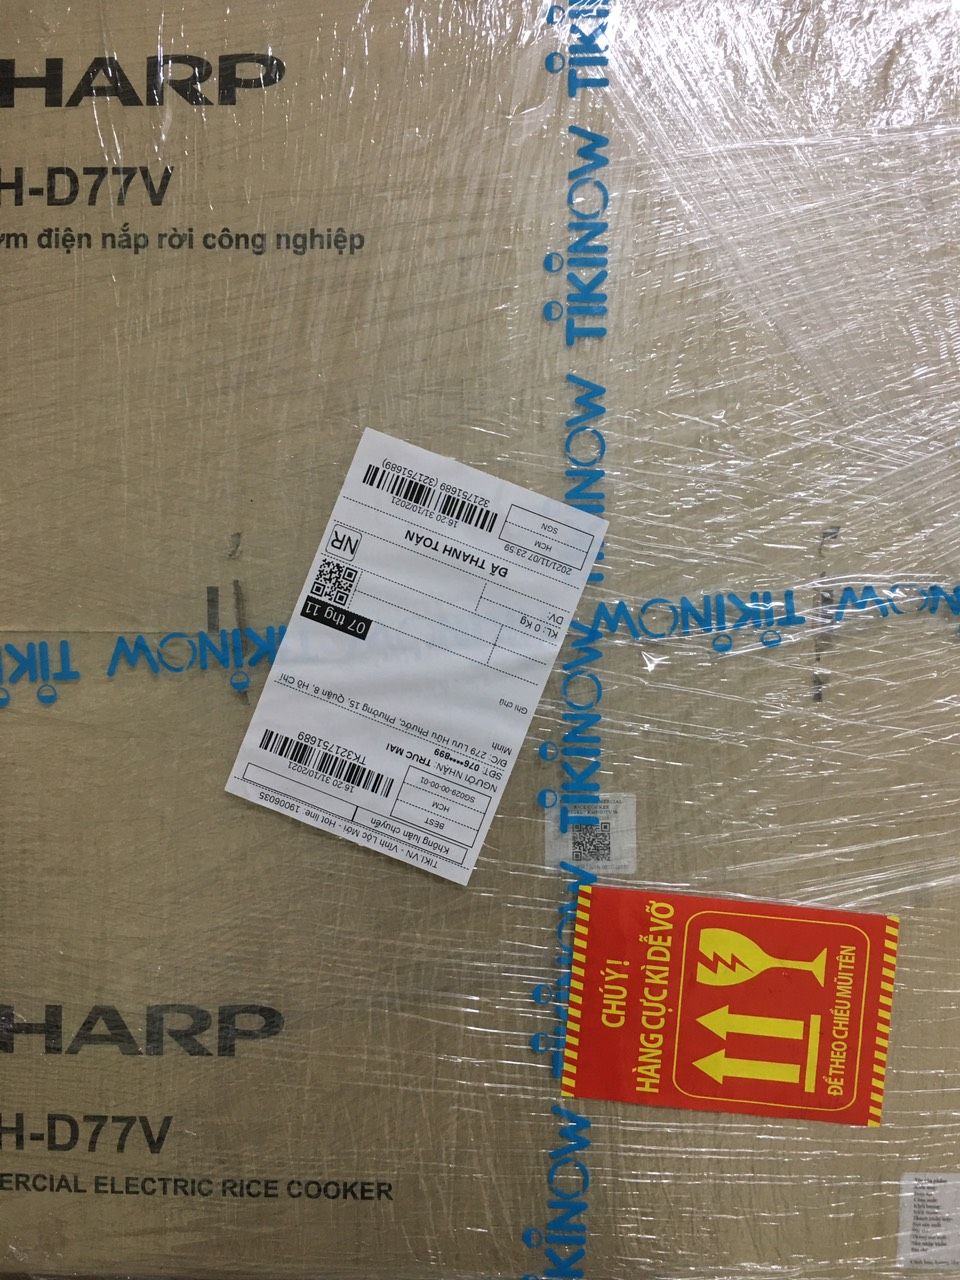 HARP
H-D77V
ơm điện nắp rời công nghiệp
TIKINOW
TIKINOW
TIKINOW
TIKINOW
TIKINOW
TIKINOW
TIKINOW
TIKI.VN - Vĩnh Lộc Mới - Hot line: 19006035
Không luân chuyển
BEST
HCM
SG029-00-00-01
16:20 31/10/2021
TK321751689
NGƯỜI NHẬN: TRUC MAI
SĐT: 076****899
Đ/C: 279 Lưu Hữu Phước, Phường 15, Quận 8, Hồ Chí
Minh
Ghi chú
07 thg 11
KL: 0 Kg
DV:
NR
ĐÃ THANH TOÁN
2021/11/07 23:59
HCM
SGN
16:20 31/10/2021
321751689 (321751689)
CHÚ Ý !
HÀNG CỰC KÌ DỄ VỠ
ĐỂ THEO CHIỀU MŨI TÊN
HARP
H-D77V
ERCIAL ELECTRIC RICE COOKER